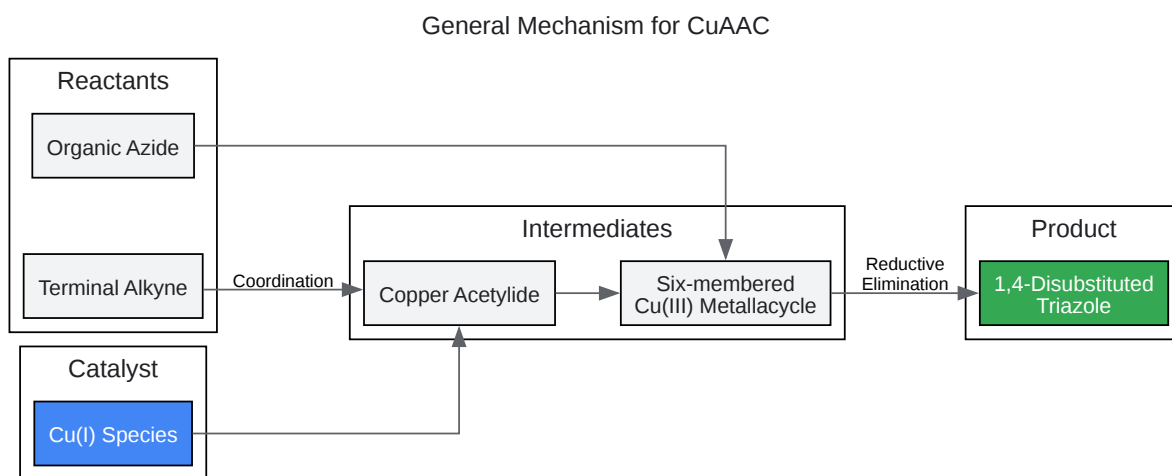 General Mechanism for CuAAC
Reactants
Organic Azide
Terminal Alkyne
Coordination
Catalyst
Cu(I) Species
Intermediates
Copper Acetylide
Six-membered
Cu(III) Metallacycle
Reductive
Elimination
Product
1,4-Disubstituted
Triazole